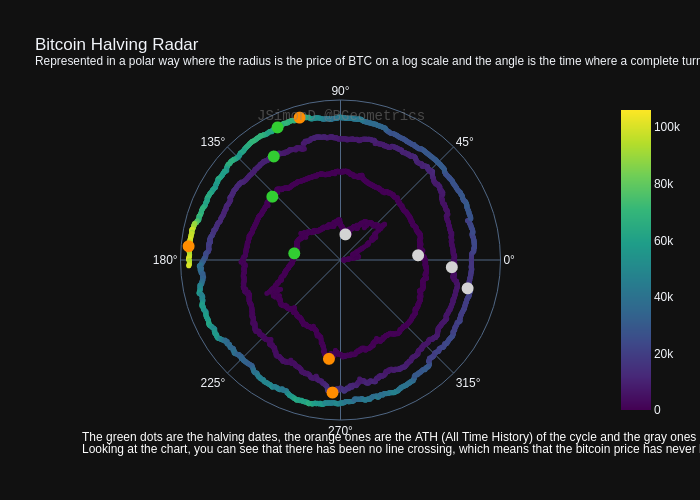 Bitcoin Halving Radar
Represented in a polar way where the radius is the price of BTC on a log scale and the angle is the time where a complete turn
90°
135°
45°
180°
0°
225°
315°
270°
100k
80k
60k
40k
20k
0
The green dots are the halving dates, the orange ones are the ATH (All Time History) of the cycle and the gray ones
Looking at the chart, you can see that there has been no line crossing, which means that the bitcoin price has never